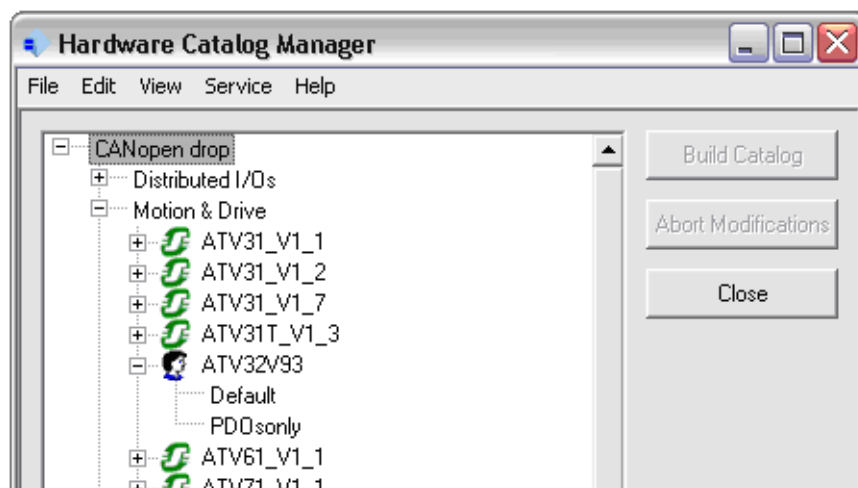 Hardware Catalog Manager
File Edit View Service Help
CANopen drop
Build Catalog
Distributed I/Os
Motion & Drive
Abort Modifications
ATV31_V1_1
ATV31_V1_2
Close
ATV31_V1_7
ATV31T_V1_3
ATV32V93
Default
PDOsonly
ATV61_V1_1
ATV71_V1_1